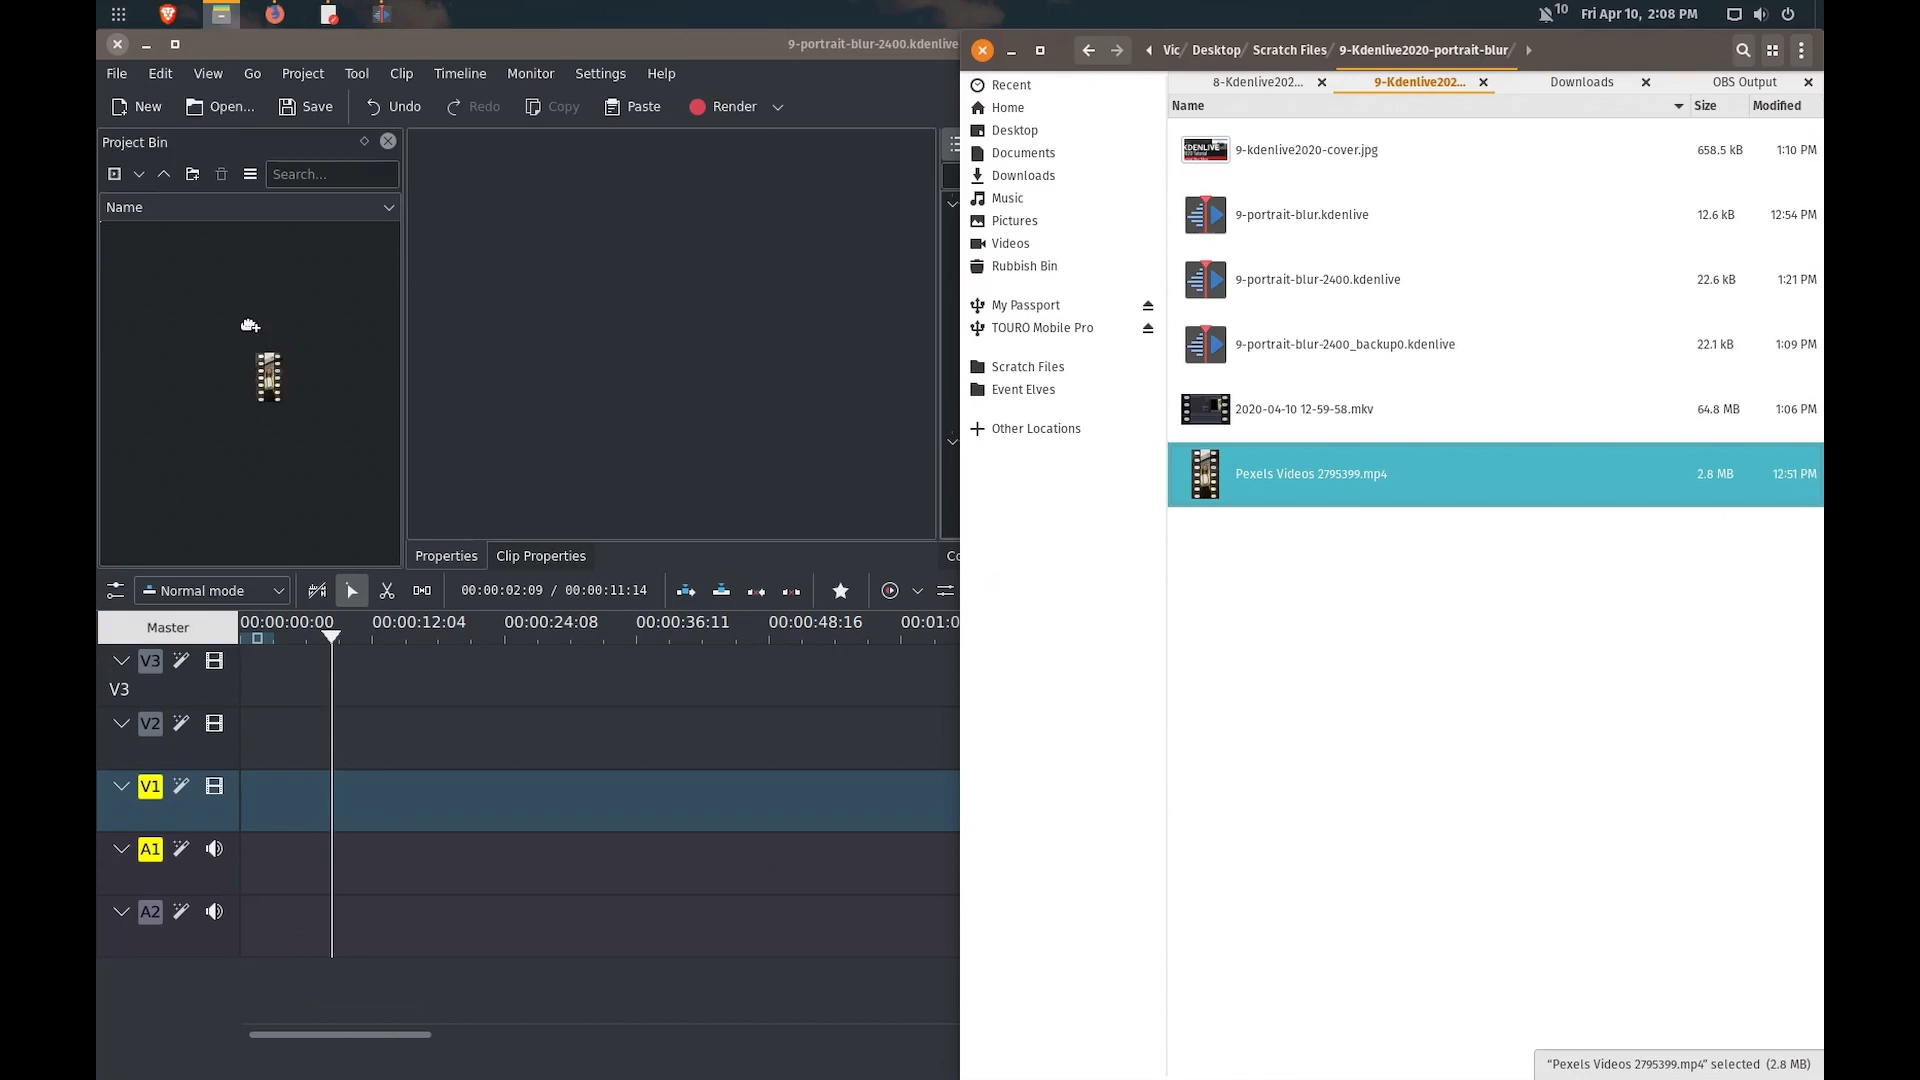 10
Fri Apr 10, 2:08 PM
9-portrait-blur-2400.kdenlive
File Edit View Go Project Tool Clip Timeline Monitor Settings Help
New Open... Save Undo Redo Copy Paste Render
Project Bin
Search...
Name
Properties Clip Properties Co
Normal mode 00:00:02:09 / 00:00:11:14
Master 00:00:00:00 00:00:12:04 00:00:24:08 00:00:36:11 00:00:48:16 00:01:0
V3
V3
V2
V1
A1
A2
Vic/ Desktop/ Scratch Files/ 9-Kdenlive2020-portrait-blur/
Recent
Home
Desktop
Documents
Downloads
Music
Pictures
Videos
Rubbish Bin
My Passport
TOURO Mobile Pro
Scratch Files
Event Elves
Other Locations
8-Kdenlive202... 9-Kdenlive202... Downloads OBS Output
Name Size Modified
KDENLIVE
9-kdenlive2020-cover.jpg 658.5 kB 1:10 PM
9-portrait-blur.kdenlive 12.6 kB 12:54 PM
9-portrait-blur-2400.kdenlive 22.6 kB 1:21 PM
9-portrait-blur-2400_backup0.kdenlive 22.1 kB 1:09 PM
2020-04-10 12-59-58.mkv 64.8 MB 1:06 PM
Pexels Videos 2795399.mp4 2.8 MB 12:51 PM
"Pexels Videos 2795399.mp4" selected (2.8 MB)